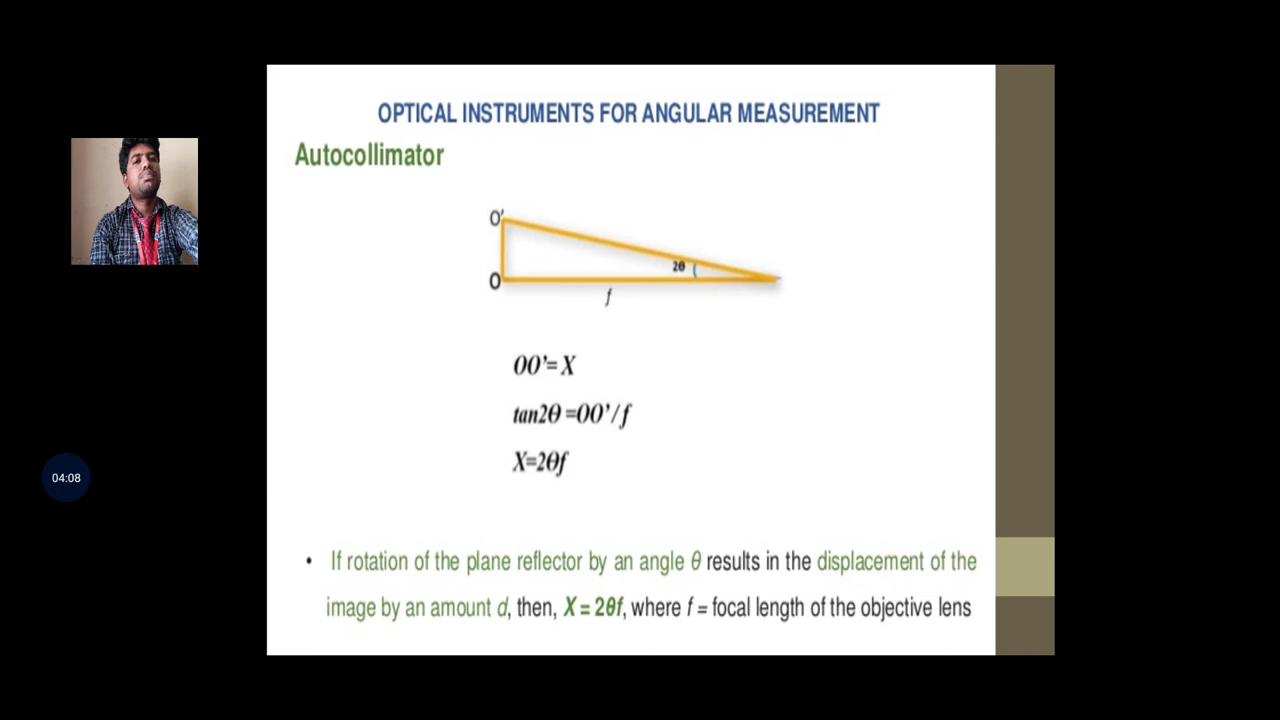 OPTICAL INSTRUMENTS FOR ANGULAR MEASUREMENT
Autocollimator
O'
2θ
O
f
OO'= X
tan2θ =OO'/f
X=2θf
• If rotation of the plane reflector by an angle θ results in the displacement of the
image by an amount d, then, X = 2θf, where f = focal length of the objective lens
04:08